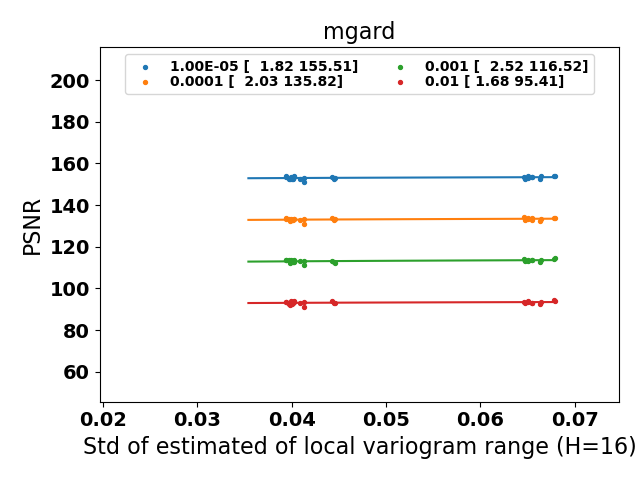 mgard
1.00E-05 [  1.82 155.51]
0.0001 [  2.03 135.82]
0.001 [  2.52 116.52]
0.01 [ 1.68 95.41]
PSNR
200
180
160
140
120
100
80
60
0.02 0.03 0.04 0.05 0.06 0.07
Std of estimated of local variogram range (H=16)